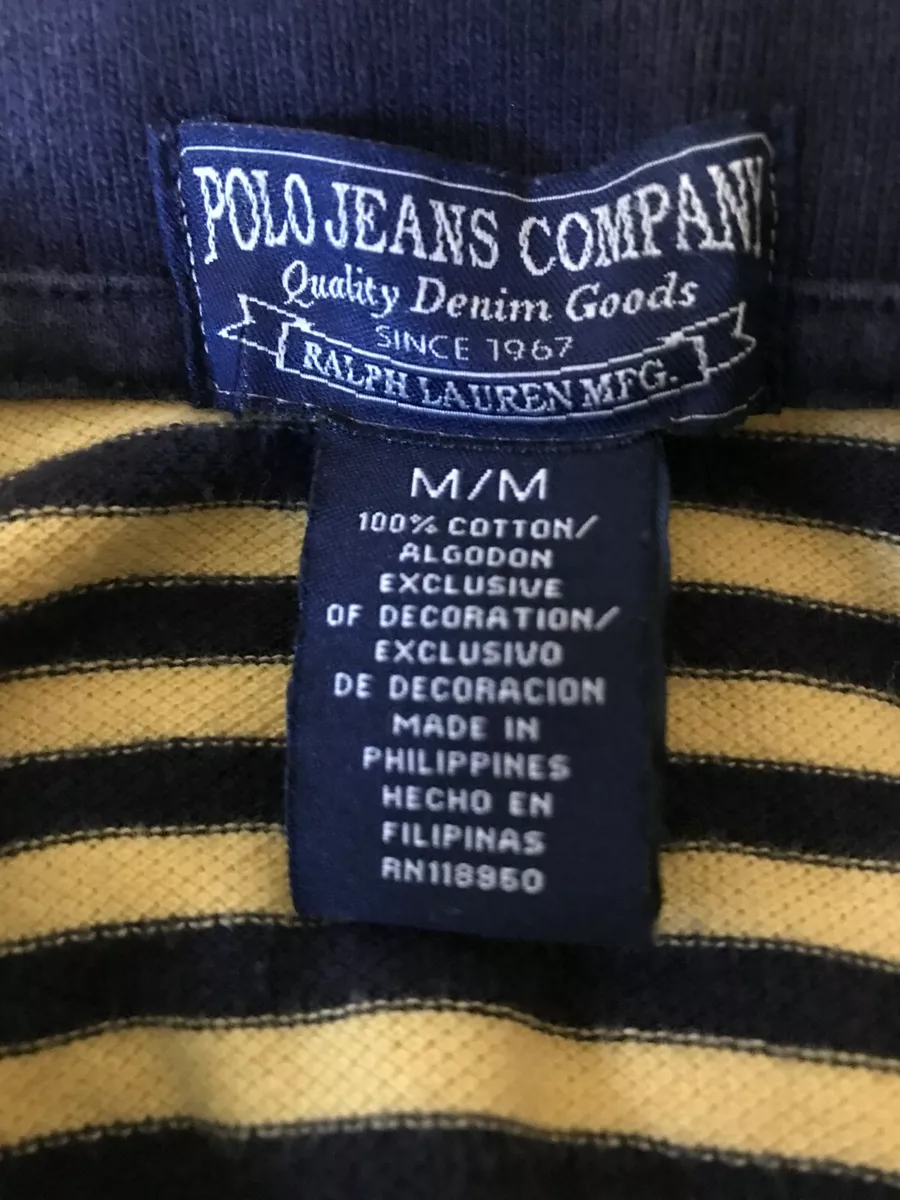 POLO JEANS COMPANY
Quality Denim Goods
SINCE 1967
RALPH LAUREN MFG.
M/M
100% COTTON/
ALGODON
EXCLUSIVE
OF DECORATION/
EXCLUSIVO
DE DECORACION
MADE IN
PHILIPPINES
HECHO EN
FILIPINAS
RN118950